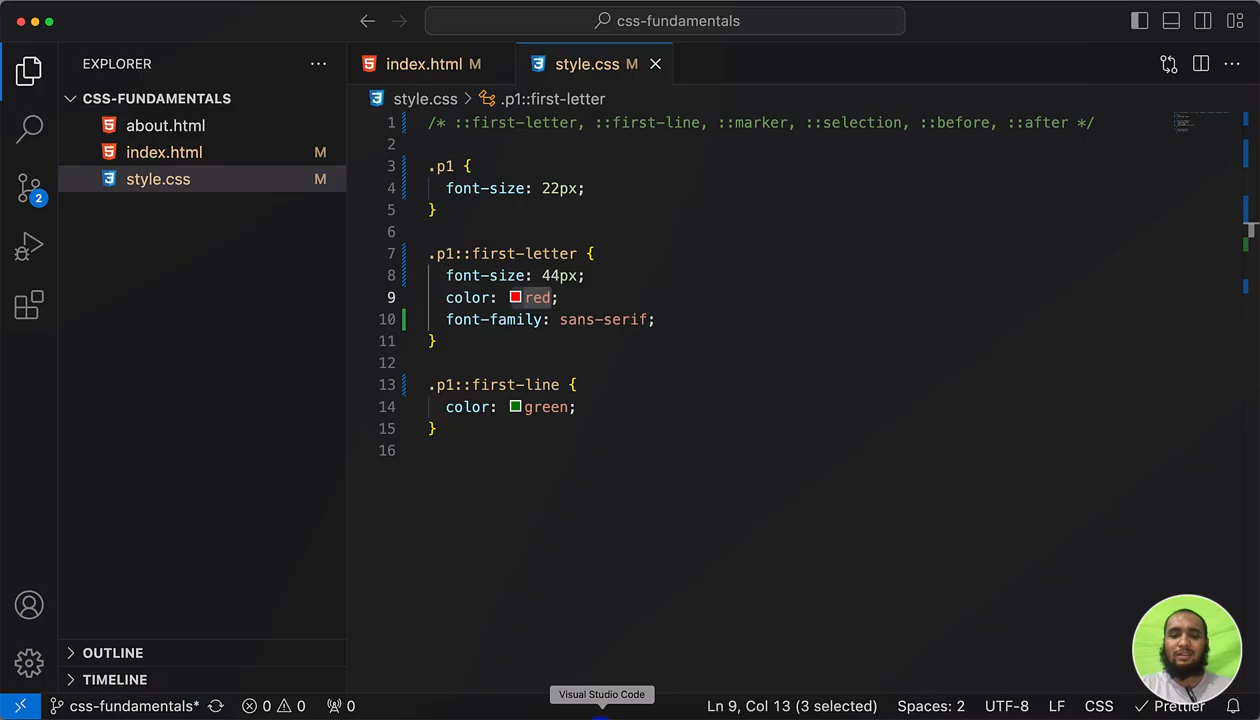 css-fundamentals
EXPLORER
CSS-FUNDAMENTALS
about.html
index.html M
style.css M
index.html M
style.css M
style.css > .p1::first-letter
1 /* ::first-letter, ::first-line, ::marker, ::selection, ::before, ::after */
2
3 .p1 {
4 font-size: 22px;
5 }
6
7 .p1::first-letter {
8 font-size: 44px;
9 color: red;
10 font-family: sans-serif;
11 }
12
13 .p1::first-line {
14 color: green;
15 }
16
2
OUTLINE
TIMELINE
Visual Studio Code
css-fundamentals* 0 0 0 Ln 9, Col 13 (3 selected) Spaces: 2 UTF-8 LF CSS Prettier